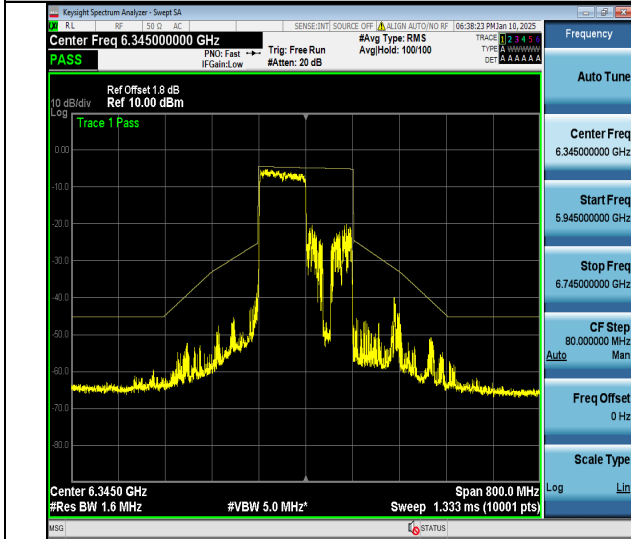 Keysight Spectrum Analyzer - Swept SA
RL RF 50 Ω AC SENSE:INT SOURCE OFF ALIGN AUTO/NO RF 06:38:23 PM Jan 10, 2025
Center Freq 6.345000000 GHz
PASS
PNO: Fast
IFGain:Low
Trig: Free Run
#Atten: 20 dB
#Avg Type: RMS
Avg|Hold: 100/100
TRACE 1 2 3 4 5 6
TYPE A WWWWW
DET A A A A A A
Ref Offset 1.8 dB
10 dB/div Ref 10.00 dBm
Log
Trace 1 Pass
0.00
-10.0
-20.0
-30.0
-40.0
-50.0
-60.0
-70.0
-80.0
Center 6.3450 GHz
Span 800.0 MHz
#Res BW 1.6 MHz
#VBW 5.0 MHz*
Sweep 1.333 ms (10001 pts)
MSG
STATUS
Frequency
Auto Tune
Center Freq
6.345000000 GHz
Start Freq
5.945000000 GHz
Stop Freq
6.745000000 GHz
CF Step
80.000000 MHz
Auto Man
Freq Offset
0 Hz
Scale Type
Log Lin